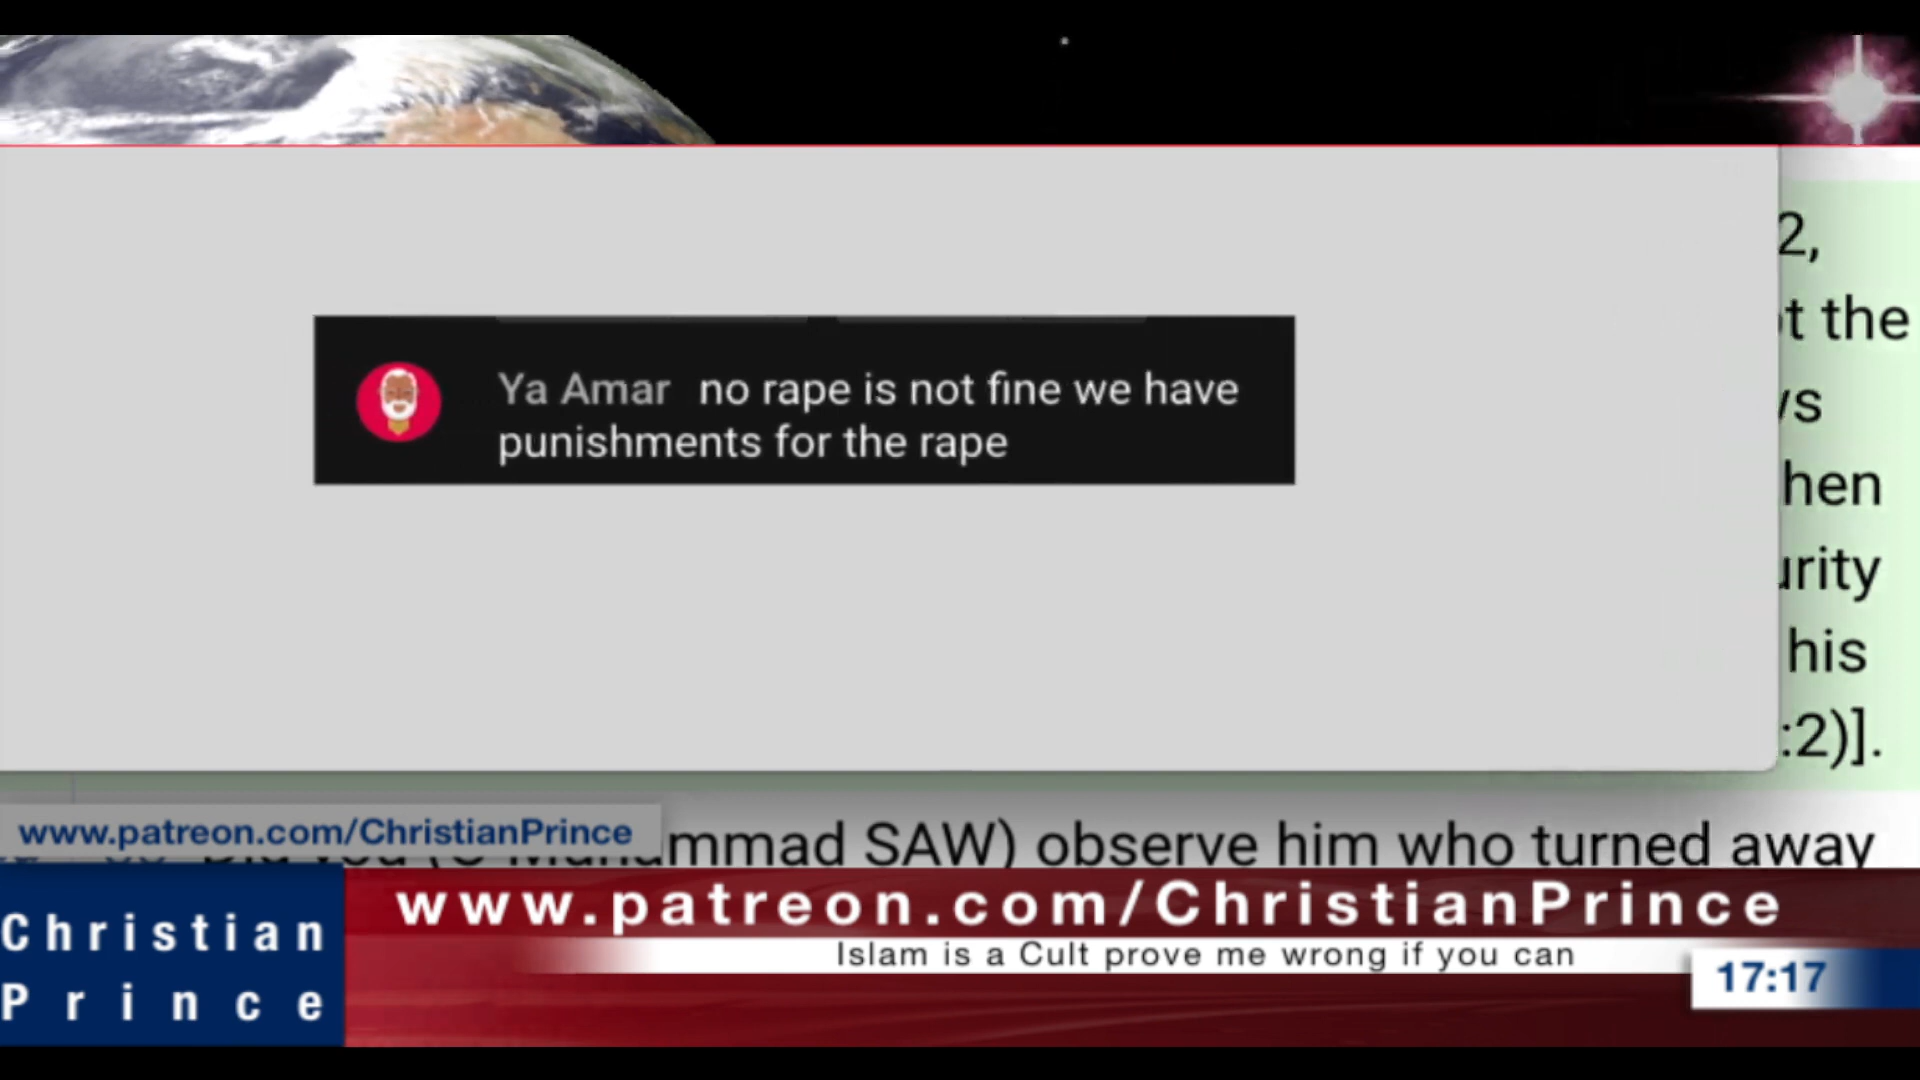 2,
t the
hen
urity
his
:2)].
Ya Amar no rape is not fine we have
punishments for the rape
www.patreon.com/ChristianPrince
mmad SAW) observe him who turned away
www.patreon.com/ChristianPrince
Islam is a Cult prove me wrong if you can
Christian
Prince
17:17